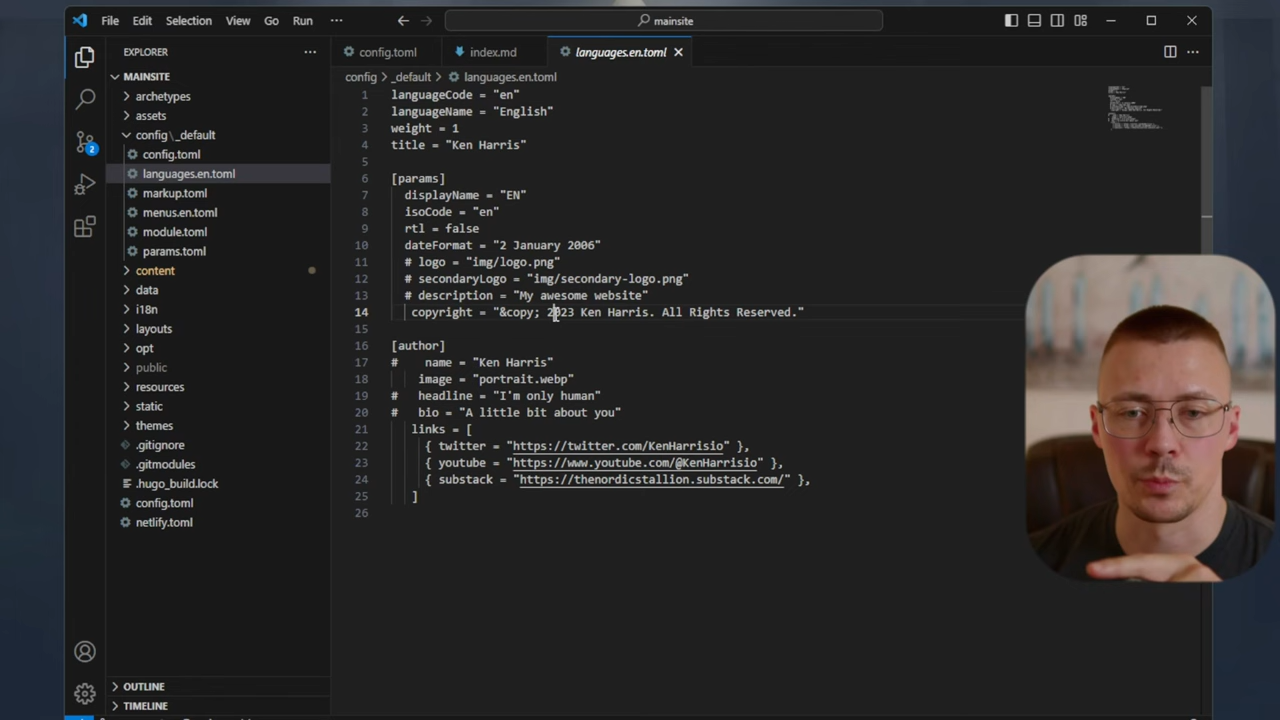 File Edit Selection View Go Run ··· mainsite
EXPLORER ···
MAINSITE
archetypes
assets
config\_default
config.toml
languages.en.toml
markup.toml
menus.en.toml
module.toml
params.toml
content
data
i18n
layouts
opt
public
resources
static
themes
.gitignore
.gitmodules
.hugo_build.lock
config.toml
netlify.toml
OUTLINE
TIMELINE
2
config.toml index.md languages.en.toml
config > _default > languages.en.toml
1 languageCode = "en"
2 languageName = "English"
3 weight = 1
4 title = "Ken Harris"
5
6 [params]
7 displayName = "EN"
8 isoCode = "en"
9 rtl = false
10 dateFormat = "2 January 2006"
11 # logo = "img/logo.png"
12 # secondaryLogo = "img/secondary-logo.png"
13 # description = "My awesome website"
14 copyright = "&copy; 2023 Ken Harris. All Rights Reserved."
15
16 [author]
17 # name = "Ken Harris"
18 image = "portrait.webp"
19 # headline = "I'm only human"
20 # bio = "A little bit about you"
21 links = [
22 { twitter = "https://twitter.com/KenHarrisio" },
23 { youtube = "https://www.youtube.com/@KenHarrisio" },
24 { substack = "https://thenordicstallion.substack.com/" },
25 ]
26